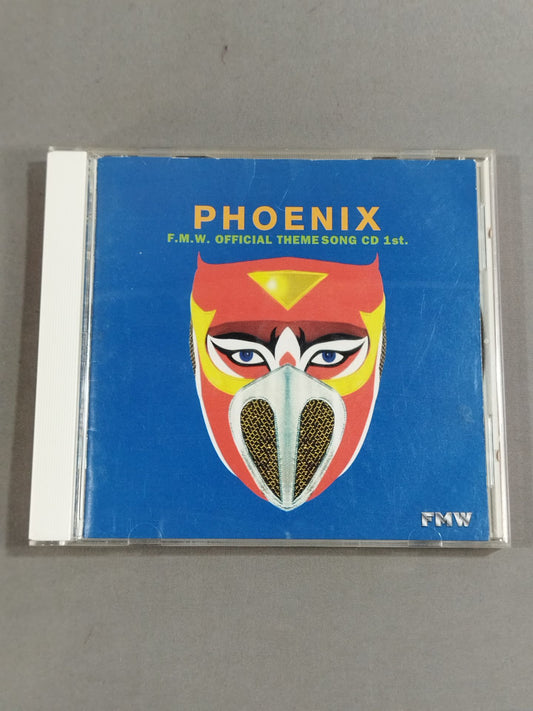 PHOENIX
F.M.W. OFFICIAL THEME SONG CD 1st.
FMW